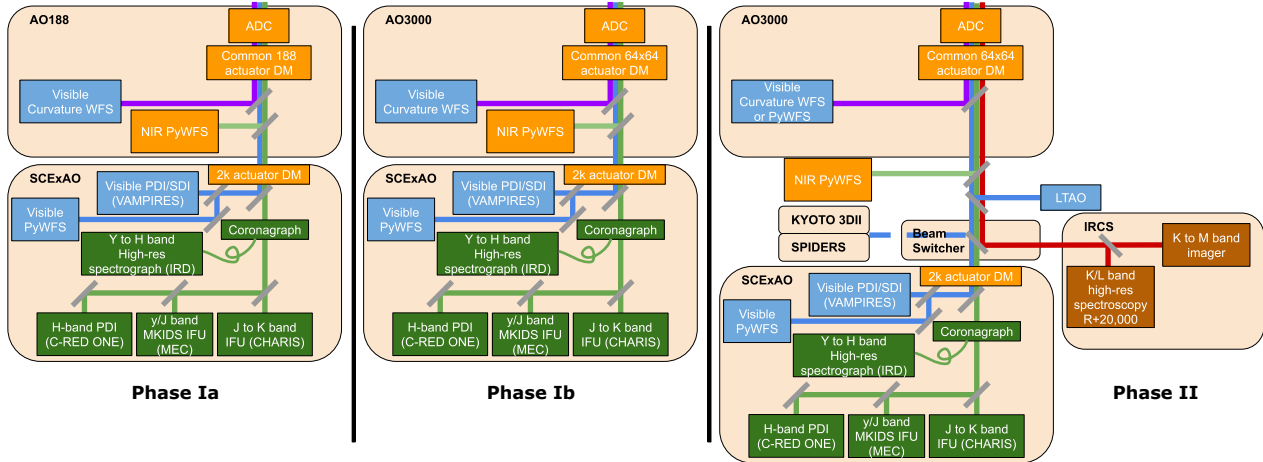 AO188
ADC
Common 188
actuator DM
Visible
Curvature WFS
NIR PyWFS
SCExAO
2k actuator DM
Visible PDI/SDI
(VAMPIRES)
Visible
PyWFS
Coronagraph
Y to H band
High-res
spectrograph (IRD)
H-band PDI
(C-RED ONE)
y/J band
MKIDS IFU
(MEC)
J to K band
IFU (CHARIS)
Phase Ia
AO3000
ADC
Common 64x64
actuator DM
Visible
Curvature WFS
NIR PyWFS
SCExAO
2k actuator DM
Visible PDI/SDI
(VAMPIRES)
Visible
PyWFS
Coronagraph
Y to H band
High-res
spectrograph (IRD)
H-band PDI
(C-RED ONE)
y/J band
MKIDS IFU
(MEC)
J to K band
IFU (CHARIS)
Phase Ib
AO3000
ADC
Common 64x64
actuator DM
Visible
Curvature WFS
or PyWFS
NIR PyWFS
LTAO
KYOTO 3DII
SPIDERS
Beam
Switcher
IRCS
K to M band
imager
K/L band
high-res
spectroscopy
R+20,000
SCExAO
2k actuator DM
Visible PDI/SDI
(VAMPIRES)
Visible
PyWFS
Coronagraph
Y to H band
High-res
spectrograph (IRD)
H-band PDI
(C-RED ONE)
y/J band
MKIDS IFU
(MEC)
J to K band
IFU (CHARIS)
Phase II